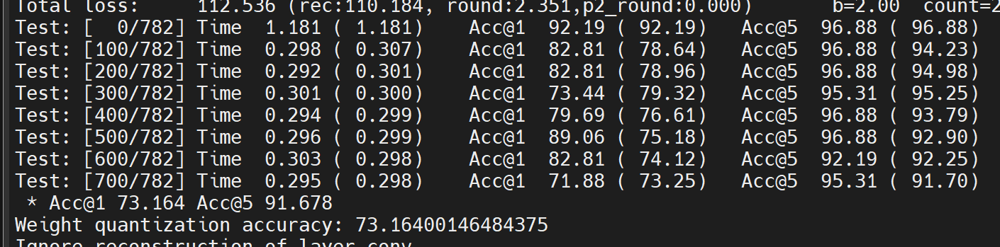 Total loss:     112.536 (rec:110.184, round:2.351,p2_round:0.000)       b=2.00  count=2
Test: [  0/782] Time  1.181 ( 1.181)    Acc@1  92.19 ( 92.19)   Acc@5  96.88 ( 96.88)
Test: [100/782] Time  0.298 ( 0.307)    Acc@1  82.81 ( 78.64)   Acc@5  96.88 ( 94.23)
Test: [200/782] Time  0.292 ( 0.301)    Acc@1  82.81 ( 78.96)   Acc@5  96.88 ( 94.98)
Test: [300/782] Time  0.301 ( 0.300)    Acc@1  73.44 ( 79.32)   Acc@5  95.31 ( 95.25)
Test: [400/782] Time  0.294 ( 0.299)    Acc@1  79.69 ( 76.61)   Acc@5  96.88 ( 93.79)
Test: [500/782] Time  0.296 ( 0.299)    Acc@1  89.06 ( 75.18)   Acc@5  96.88 ( 92.90)
Test: [600/782] Time  0.303 ( 0.298)    Acc@1  82.81 ( 74.12)   Acc@5  92.19 ( 92.25)
Test: [700/782] Time  0.295 ( 0.298)    Acc@1  71.88 ( 73.25)   Acc@5  95.31 ( 91.70)
 * Acc@1 73.164 Acc@5 91.678
Weight quantization accuracy: 73.16400146484375
Ignore reconstruction of layer conv